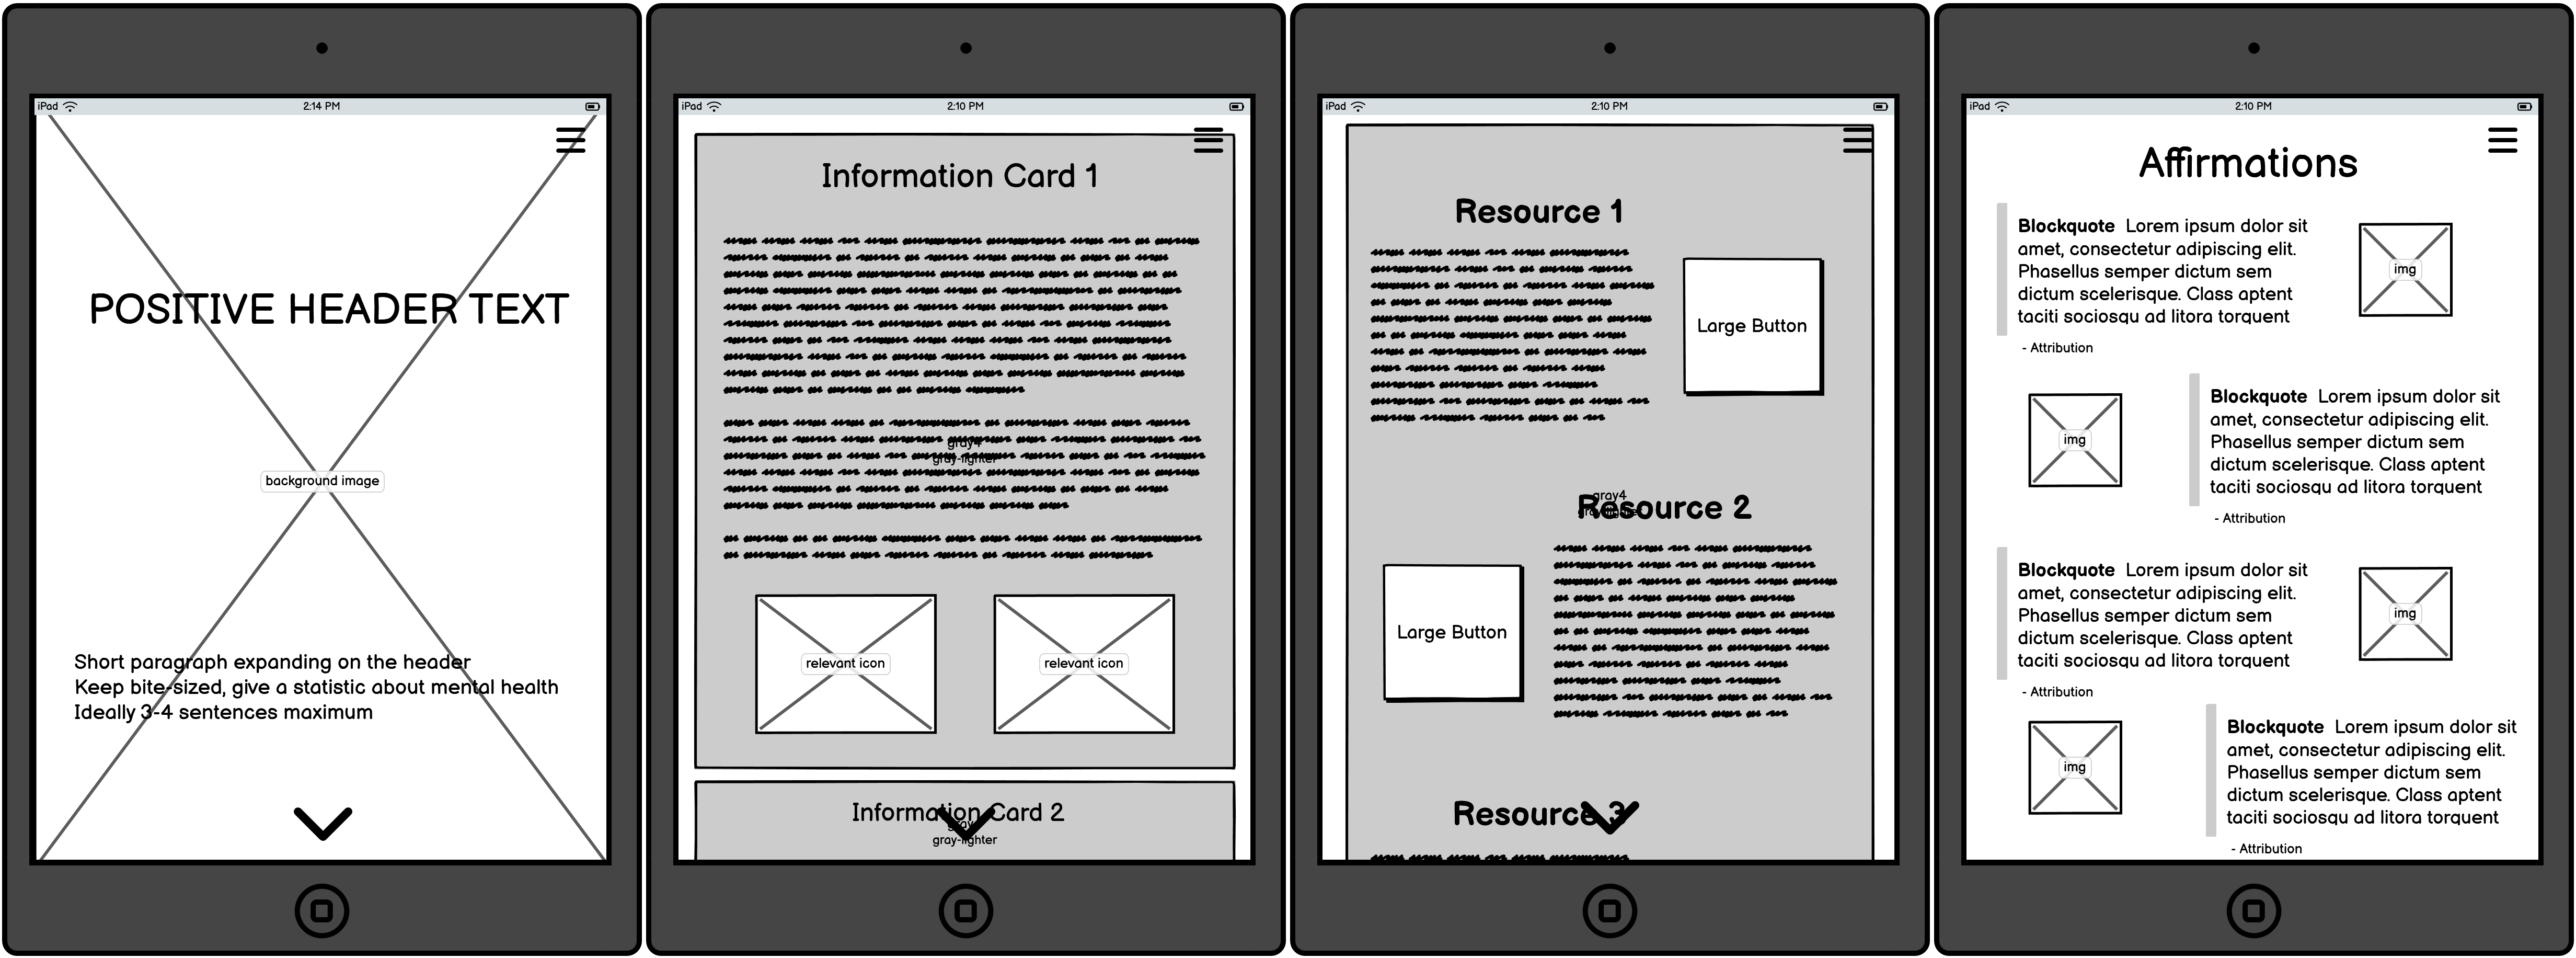 iPad
2:14 PM
POSITIVE HEADER TEXT
background image
Short paragraph expanding on the header
Keep bite-sized, give a statistic about mental health
Ideally 3-4 sentences maximum
iPad
2:10 PM
Information Card 1
gray4
gray-lighter
relevant icon
relevant icon
Information Card 2
gray-lighter
iPad
2:10 PM
Resource 1
Large Button
gray4
Resource 2
Large Button
Resource 3
iPad
2:10 PM
Affirmations
Blockquote Lorem ipsum dolor sit
amet, consectetur adipiscing elit.
Phasellus semper dictum sem
dictum scelerisque. Class aptent
taciti sociosqu ad litora torquent
- Attribution
img
img
Blockquote Lorem ipsum dolor sit
amet, consectetur adipiscing elit.
Phasellus semper dictum sem
dictum scelerisque. Class aptent
taciti sociosqu ad litora torquent
- Attribution
Blockquote Lorem ipsum dolor sit
amet, consectetur adipiscing elit.
Phasellus semper dictum sem
dictum scelerisque. Class aptent
taciti sociosqu ad litora torquent
- Attribution
img
img
Blockquote Lorem ipsum dolor sit
amet, consectetur adipiscing elit.
Phasellus semper dictum sem
dictum scelerisque. Class aptent
taciti sociosqu ad litora torquent
- Attribution